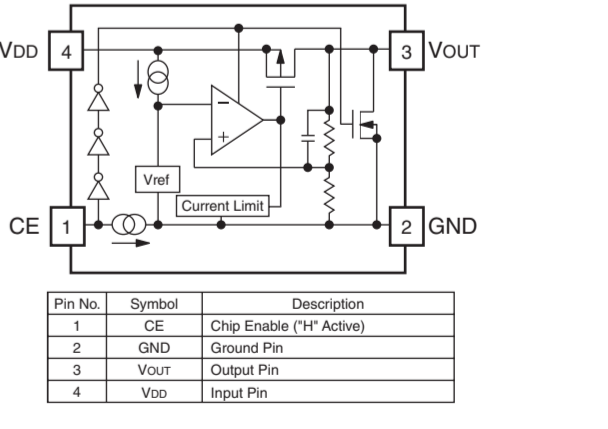 VDD 4 3 VOUT
−
+
Vref
Current Limit
CE 1 2 GND
Pin No. Symbol Description
1 CE Chip Enable ("H" Active)
2 GND Ground Pin
3 VOUT Output Pin
4 VDD Input Pin